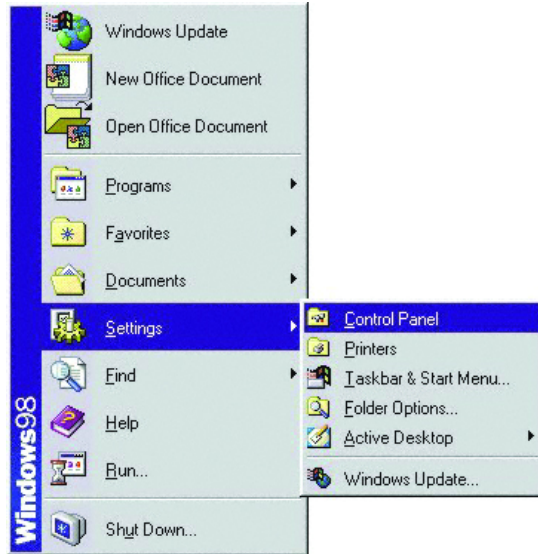 Windows Update
New Office Document
Open Office Document
Programs
Favorites
Documents
Settings
Find
Help
Run...
Shut Down...
Windows98
Control Panel
Printers
Taskbar & Start Menu...
Folder Options...
Active Desktop
Windows Update...